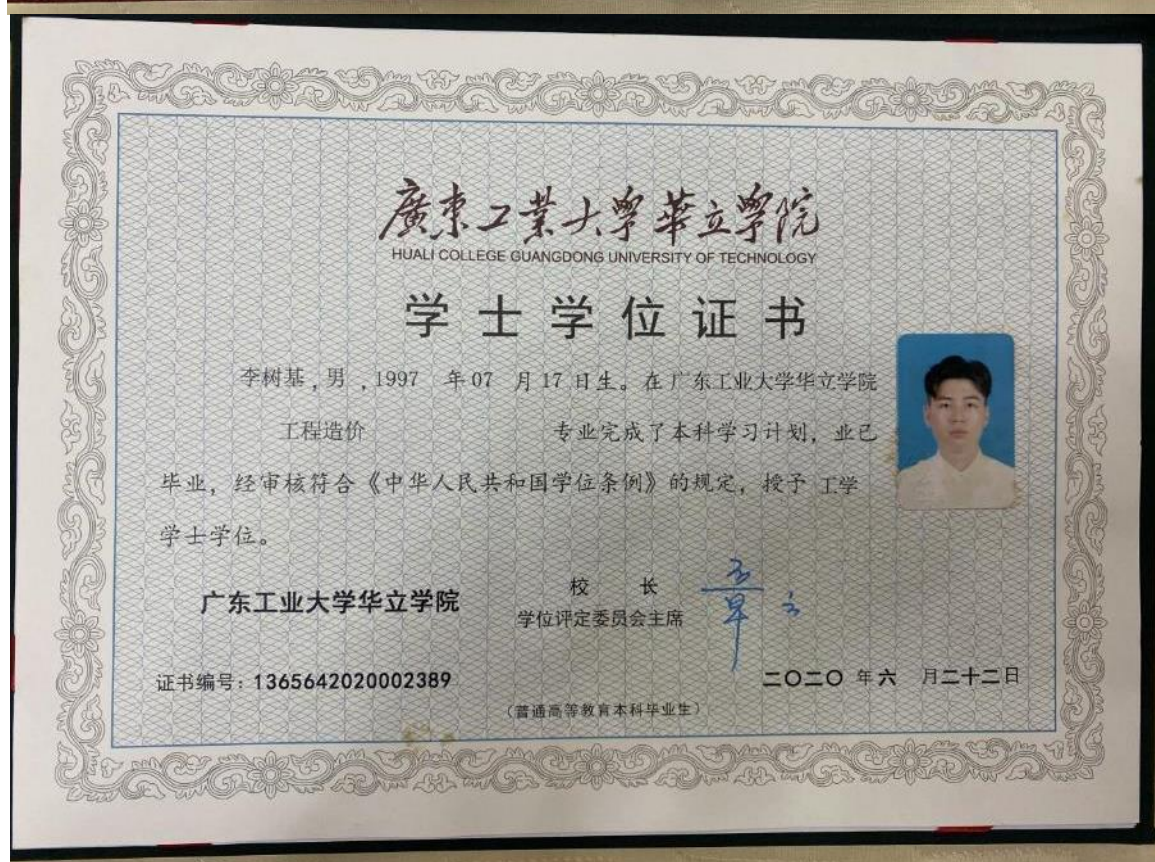 廣東工業大學華立學院
HUALI COLLEGE GUANGDONG UNIVERSITY OF TECHNOLOGY
学士学位证书
李树基，男，1997 年 07 月 17 日生。在广东工业大学华立学院
工程造价 专业完成了本科学习计划，业已
毕业，经审核符合《中华人民共和国学位条例》的规定，授予 工学
学士学位。
广东工业大学华立学院
校 长
学位评定委员会主席
证书编号：1365642020002389
二〇二〇 年 六 月二十二日
（普通高等教育本科毕业生）